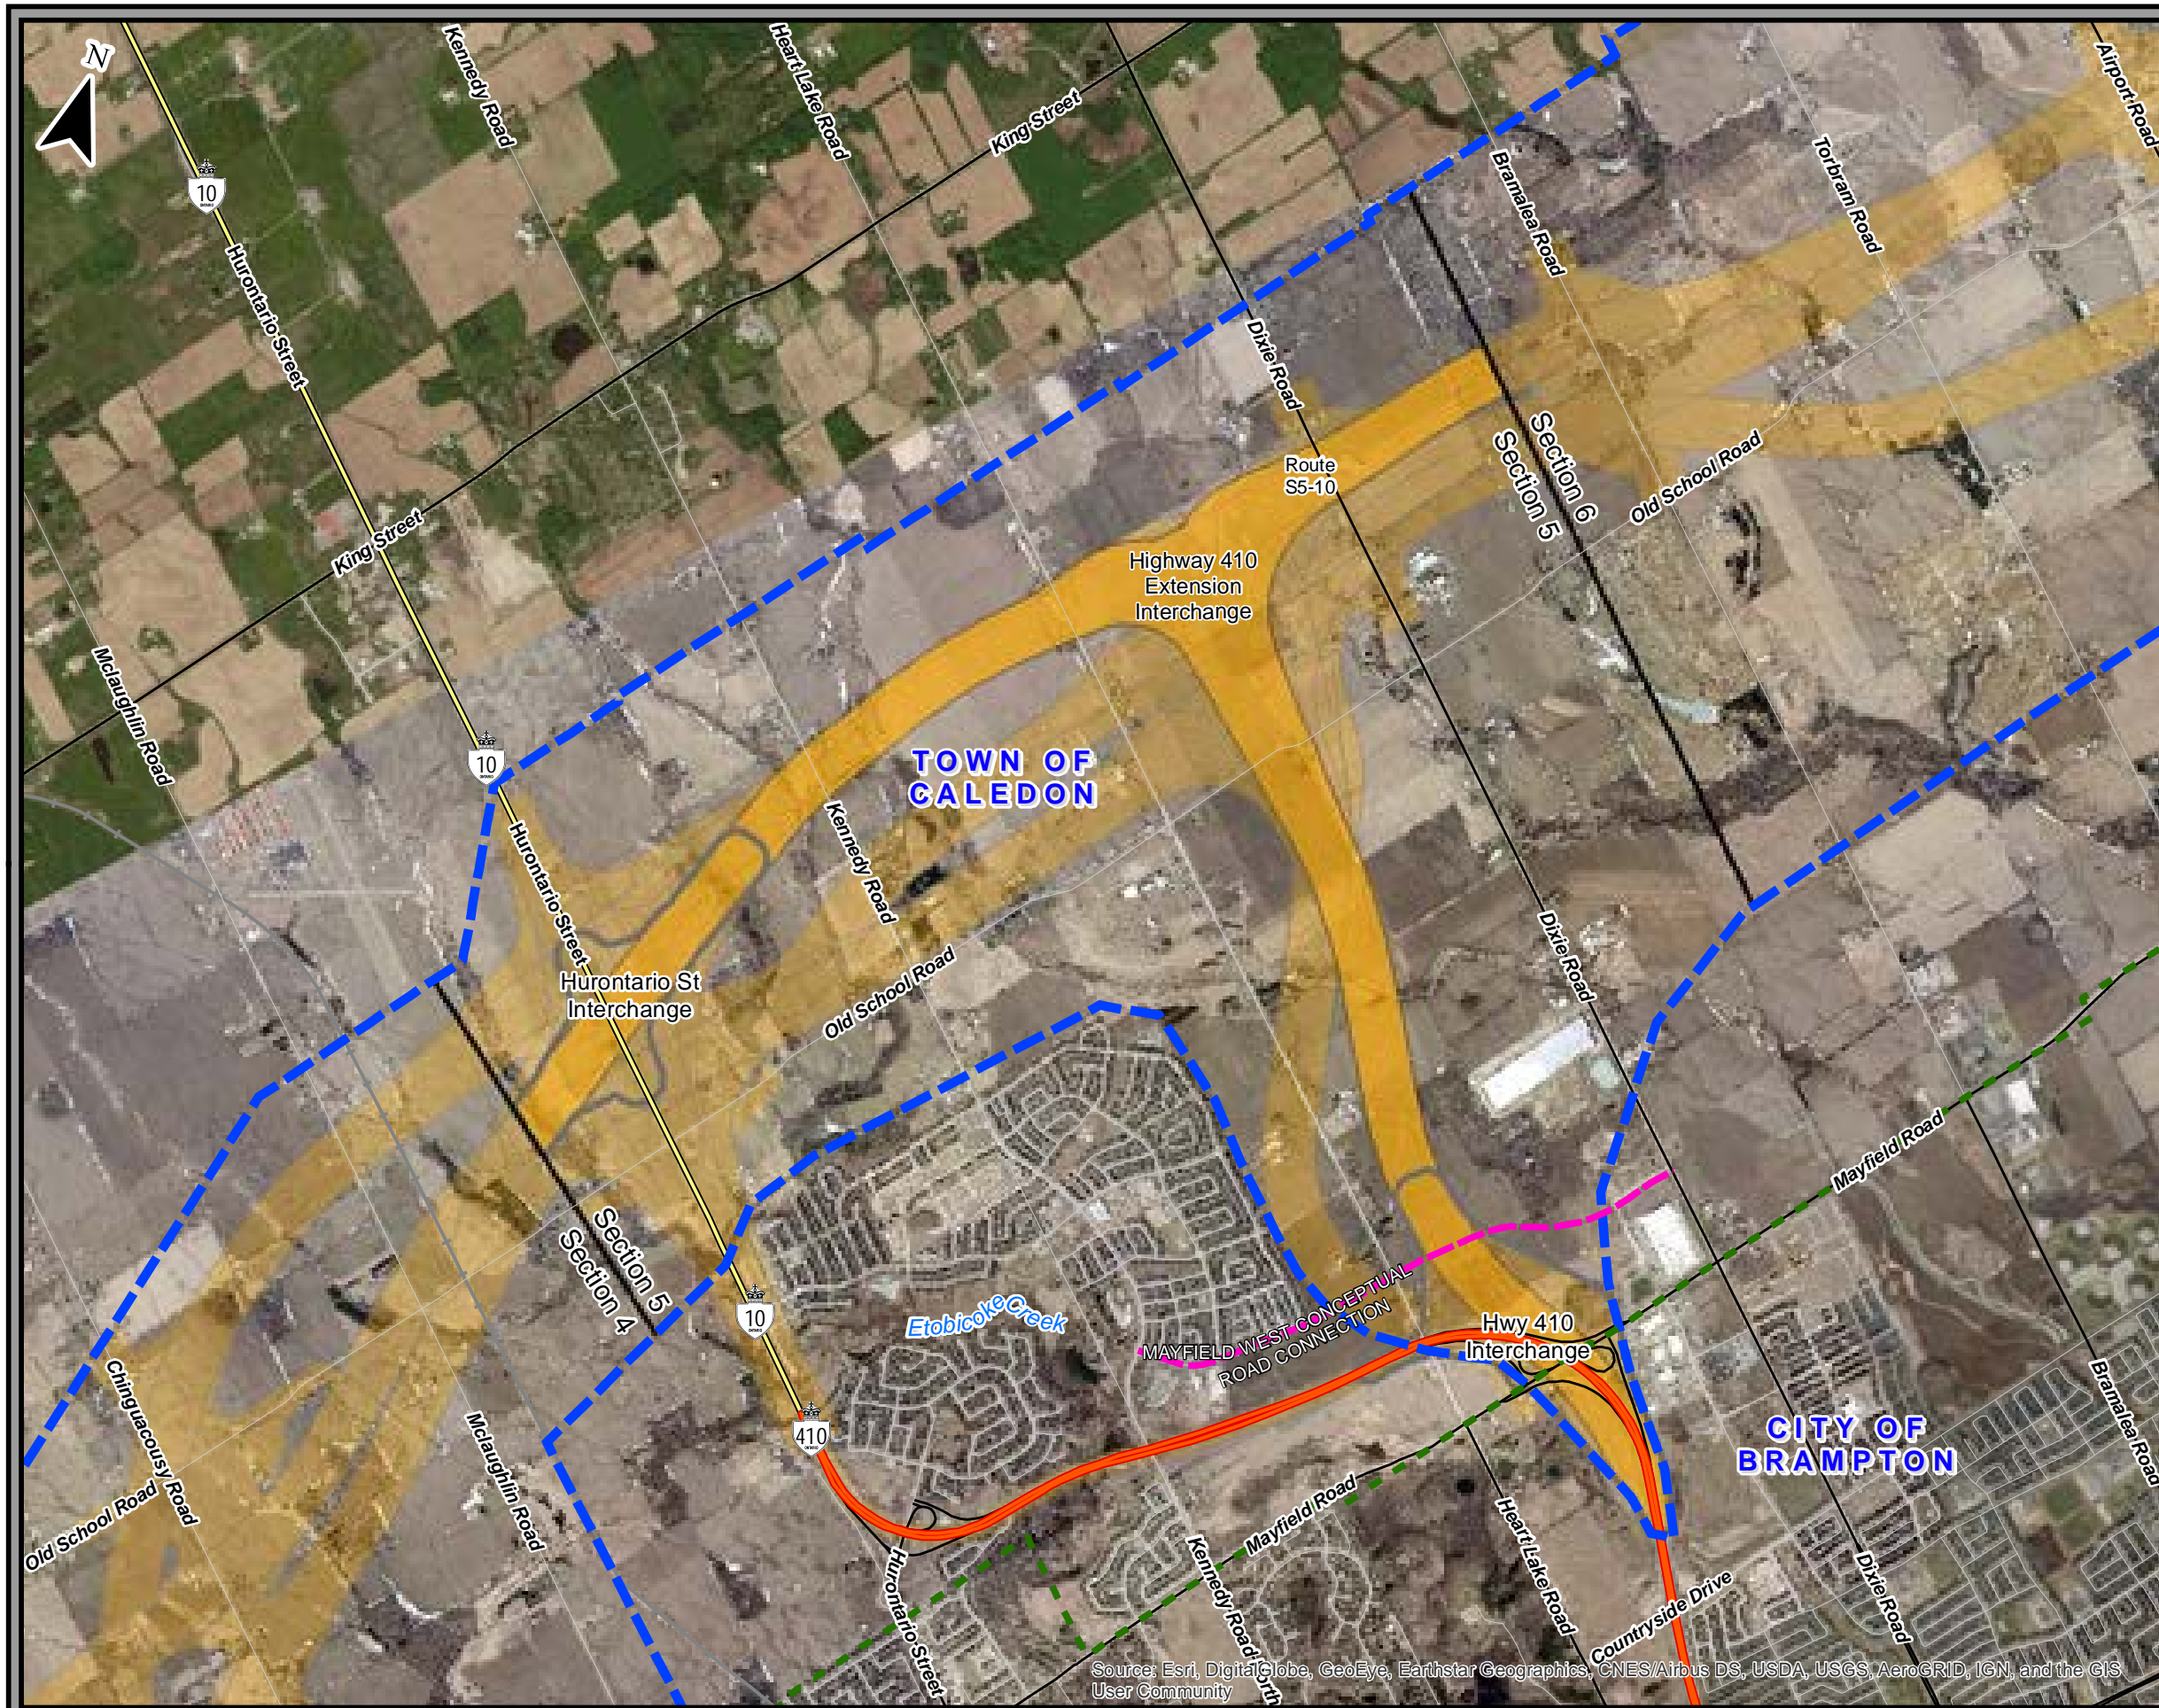 N
Kennedy Road
Heart Lake Road
King Street
Airport Road
Bramalea Road
Torbram Road
10
ONTARIO
Hurontario Street
Dixie Road
Route
S5-10
Section 6
Section 5
Old School Road
King Street
Highway 410
Extension
Interchange
Mclaughlin Road
10
ONTARIO
TOWN OF
CALEDON
Hurontario Street
Kennedy Road
Dixie Road
Hurontario St
Interchange
Old School Road
Mayfield Road
Section 5
Section 4
10
ONTARIO
Etobicoke Creek
MAYFIELD WEST CONCEPTUAL
ROAD CONNECTION
Hwy 410
Interchange
Chinguacousy Road
Mclaughlin Road
410
ONTARIO
CITY OF
BRAMPTON
Bramalea Road
Old School Road
Mayfield Road
Hurontario Street
Kennedy Road North
Heart Lake Road
Countryside Drive
Dixie Road
Source: Esri, DigitalGlobe, GeoEye, Earthstar Geographics, CNES/Airbus DS, USDA, USGS, AeroGRID, IGN, and the GIS
User Community